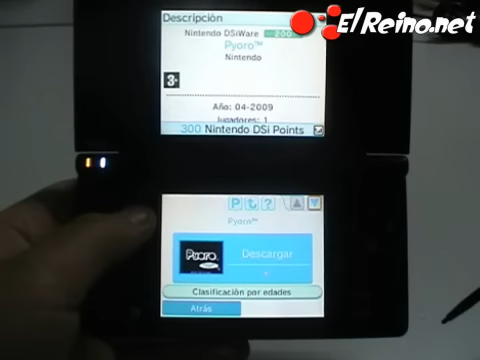 ElReino.net
Descripción
Nintendo DSiWare 200
Pyoro™
Nintendo
3+
Año: 04-2009
Jugadores: 1
300 Nintendo DSi Points
P ?
Pyoro™
Pyoro
Descargar
Clasificación por edades
Atrás